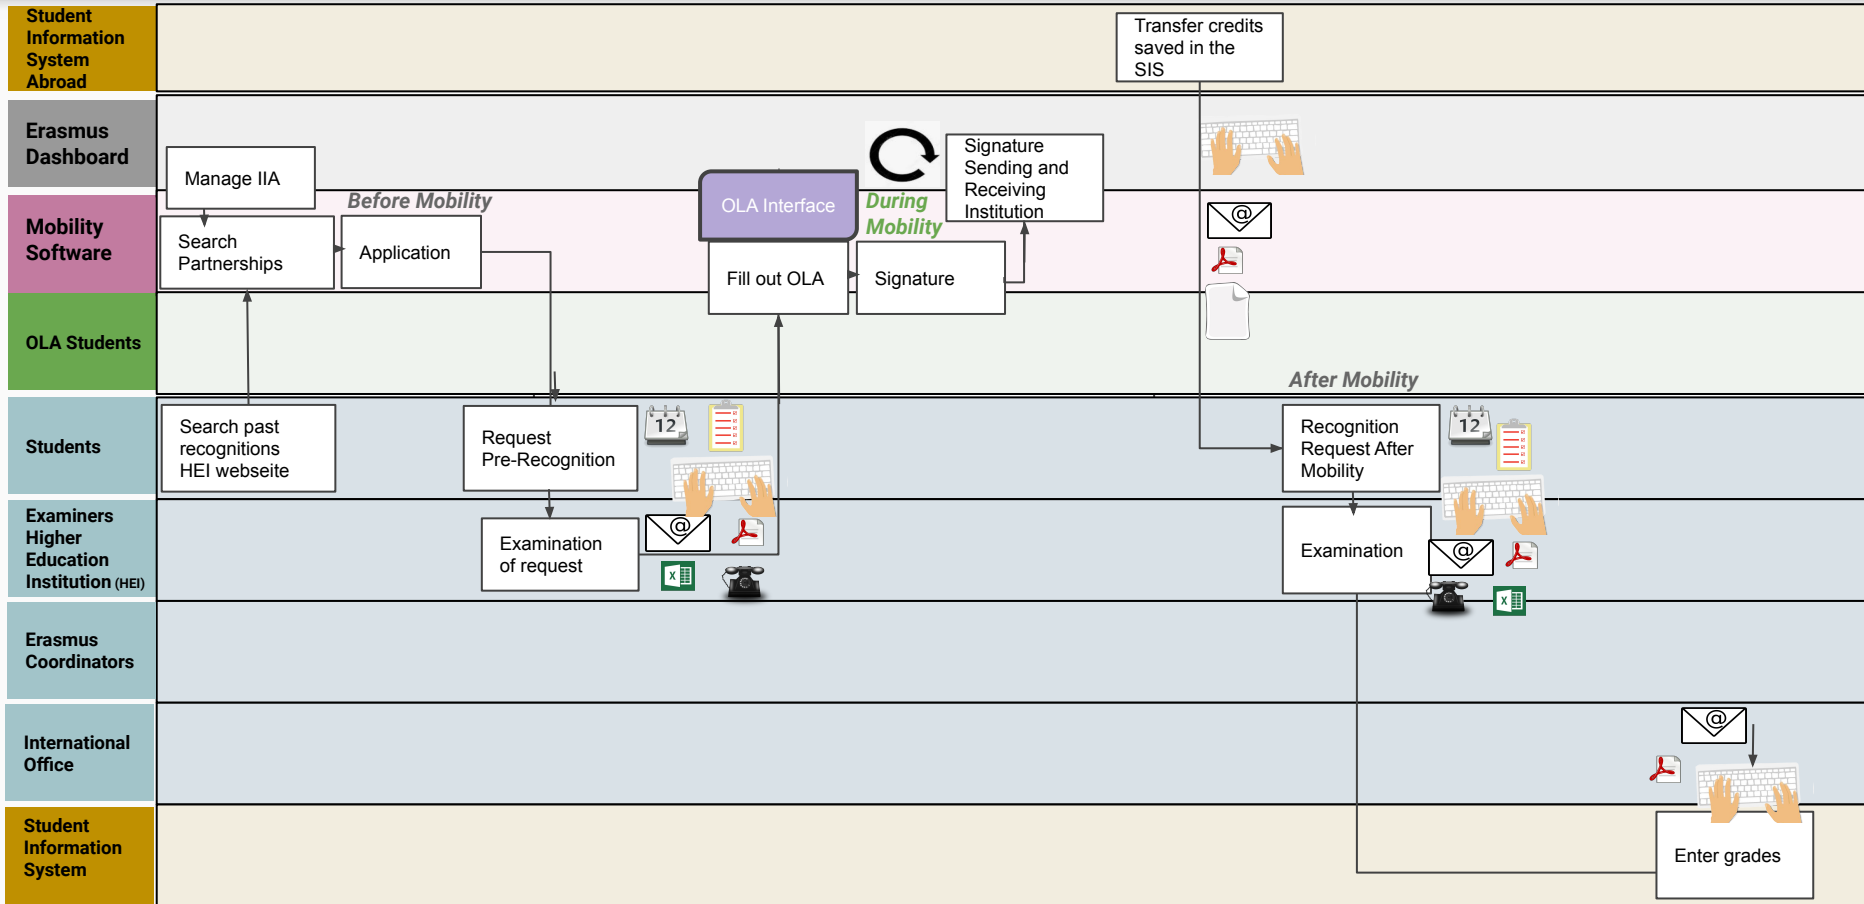 Student
Information
System
Abroad
Transfer credits
saved in the
SIS
Erasmus
Dashboard
Manage IIA
Signature
Sending and
Receiving
Institution
Mobility
Software
Before Mobility
Search
Partnerships
Application
OLA Interface
During
Mobility
Fill out OLA
Signature
@
OLA Students
After Mobility
Students
Search past
recognitions
HEI webseite
Request
Pre-Recognition
12
Recognition
Request After
Mobility
12
Examiners
Higher
Education
Institution (HEI)
Examination
of request
@
X
Examination
@
X
Erasmus
Coordinators
International
Office
@
Student
Information
System
Enter grades